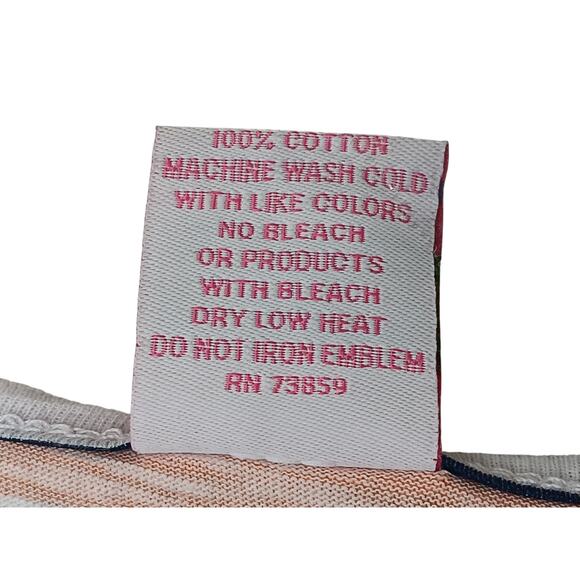 100% COTTON
MACHINE WASH COLD
WITH LIKE COLORS
NO BLEACH
OR PRODUCTS
WITH BLEACH
DRY LOW HEAT
DO NOT IRON EMBLEM
RN 73859